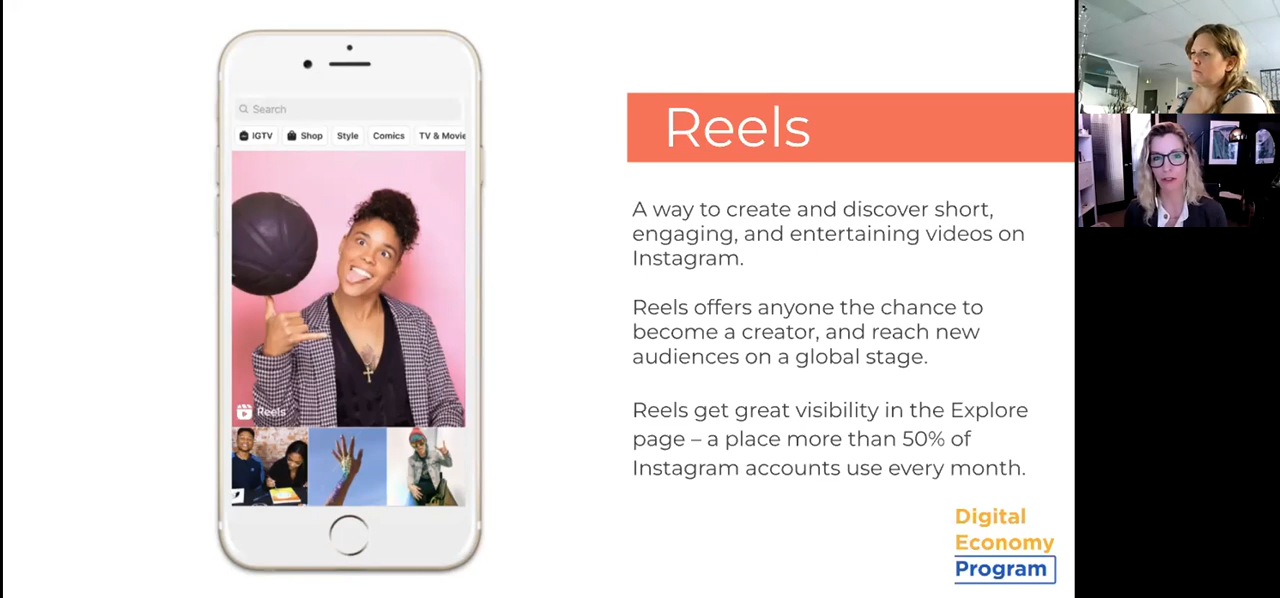 Search
IGTV Shop Style Comics TV & Movie
Reels
Reels
A way to create and discover short,
engaging, and entertaining videos on
Instagram.
Reels offers anyone the chance to
become a creator, and reach new
audiences on a global stage.
Reels get great visibility in the Explore
page – a place more than 50% of
Instagram accounts use every month.
Digital
Economy
Program